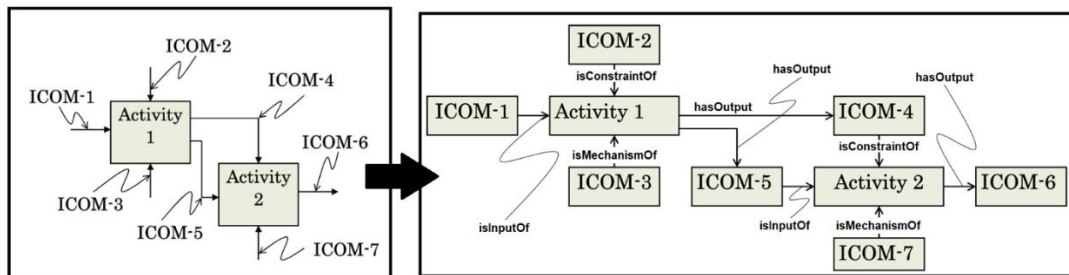 ICOM-2
ICOM-4
ICOM-1
Activity
1
ICOM-6
Activity
2
ICOM-3
ICOM-5
ICOM-7
ICOM-2
isConstraintOf
hasOutput
hasOutput
ICOM-1
Activity 1
hasOutput
ICOM-4
isMechanismOf
isConstraintOf
ICOM-3
ICOM-5
Activity 2
ICOM-6
isInputOf
isInputOf
isMechanismOf
ICOM-7